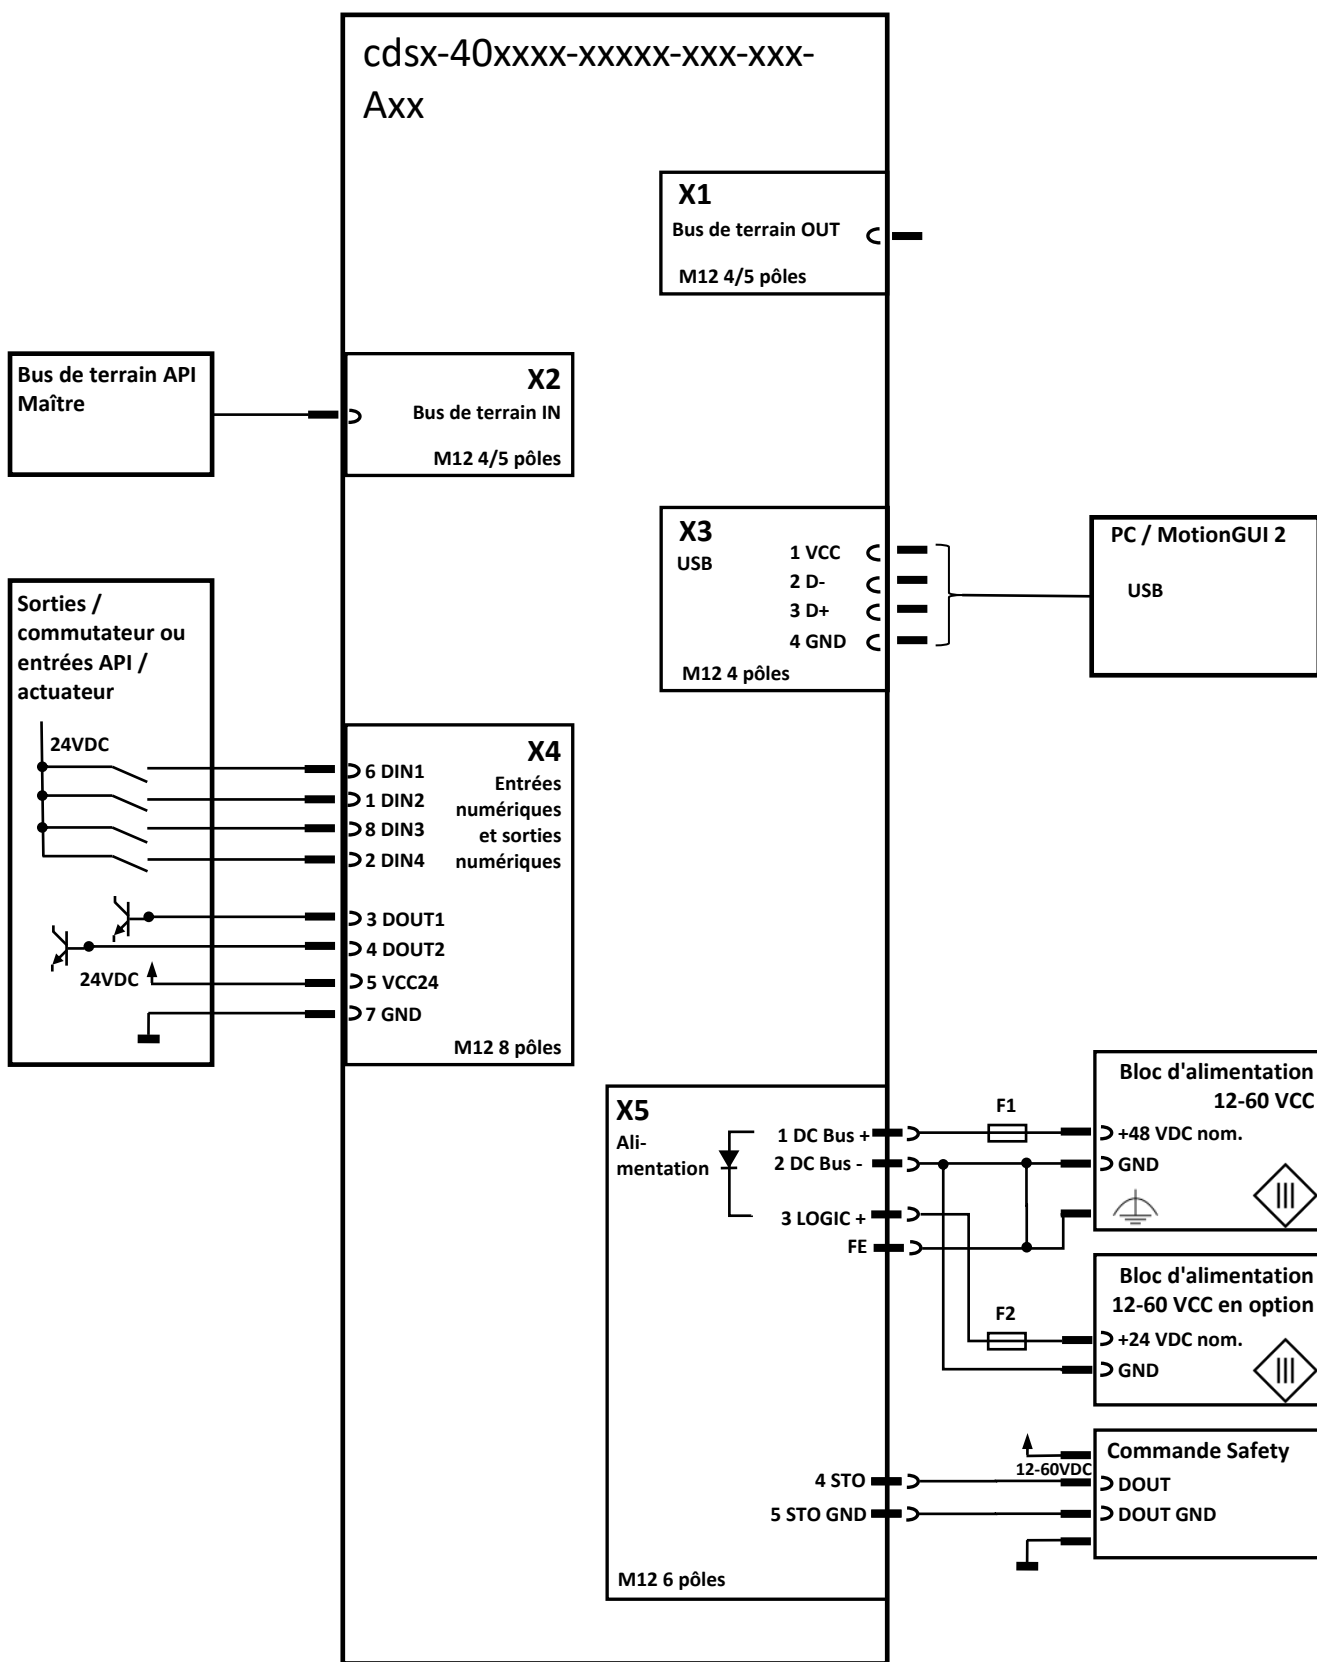 cdsx-40xxxx-xxxxx-xxx-xxx-
Axx
X1
Bus de terrain OUT
M12 4/5 pôles
Bus de terrain API
Maître
X2
Bus de terrain IN
M12 4/5 pôles
X3
USB
1 VCC
2 D-
3 D+
4 GND
M12 4 pôles
PC / MotionGUI 2
USB
Sorties /
commutateur ou
entrées API /
actuateur
24VDC
24VDC
X4
Entrées
numériques
et sorties
numériques
6 DIN1
1 DIN2
8 DIN3
2 DIN4
3 DOUT1
4 DOUT2
5 VCC24
7 GND
M12 8 pôles
X5
Ali-
mentation
1 DC Bus +
2 DC Bus -
3 LOGIC +
FE
4 STO
5 STO GND
M12 6 pôles
F1
F2
Bloc d'alimentation
12-60 VCC
+48 VDC nom.
GND
III
Bloc d'alimentation
12-60 VCC en option
+24 VDC nom.
GND
III
12-60VDC
Commande Safety
DOUT
DOUT GND